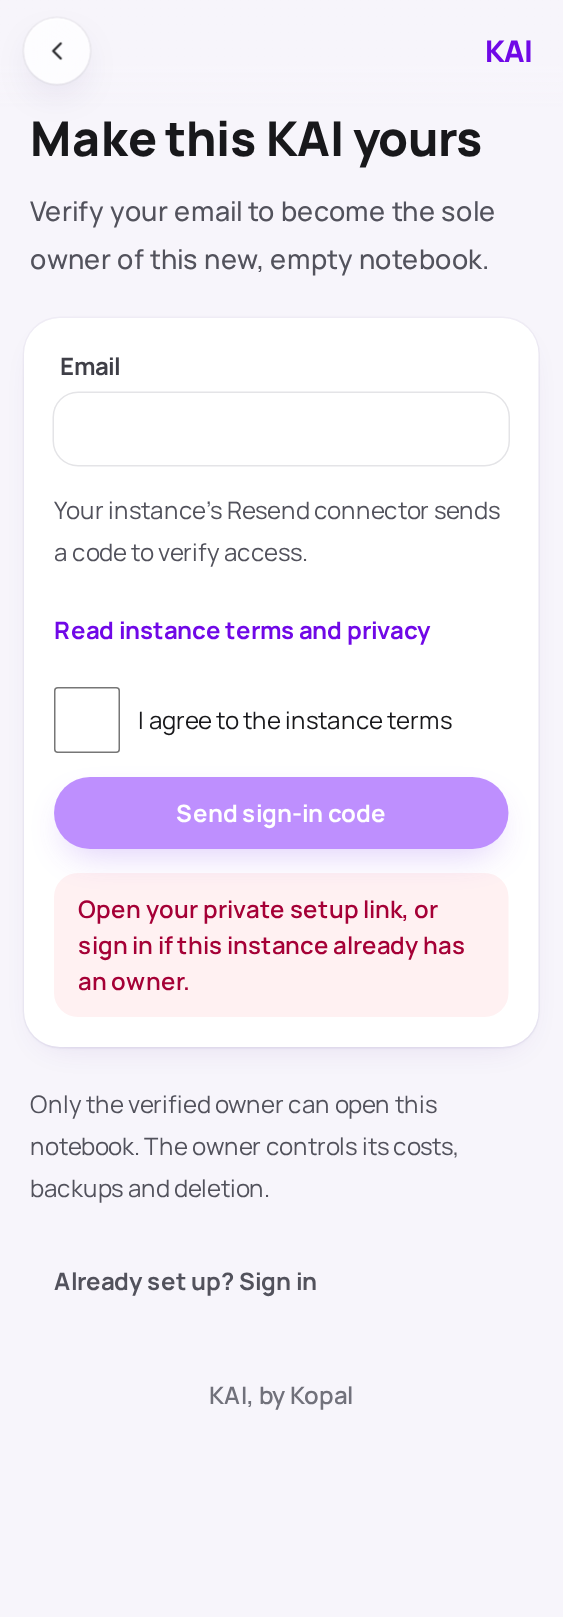 KAI
Make this KAI yours
Verify your email to become the sole
owner of this new, empty notebook.
Email
Your instance’s Resend connector sends
a code to verify access.
Read instance terms and privacy
I agree to the instance terms
Send sign-in code
Open your private setup link, or
sign in if this instance already has
an owner.
Only the verified owner can open this
notebook. The owner controls its costs,
backups and deletion.
Already set up? Sign in
KAI, by Kopal